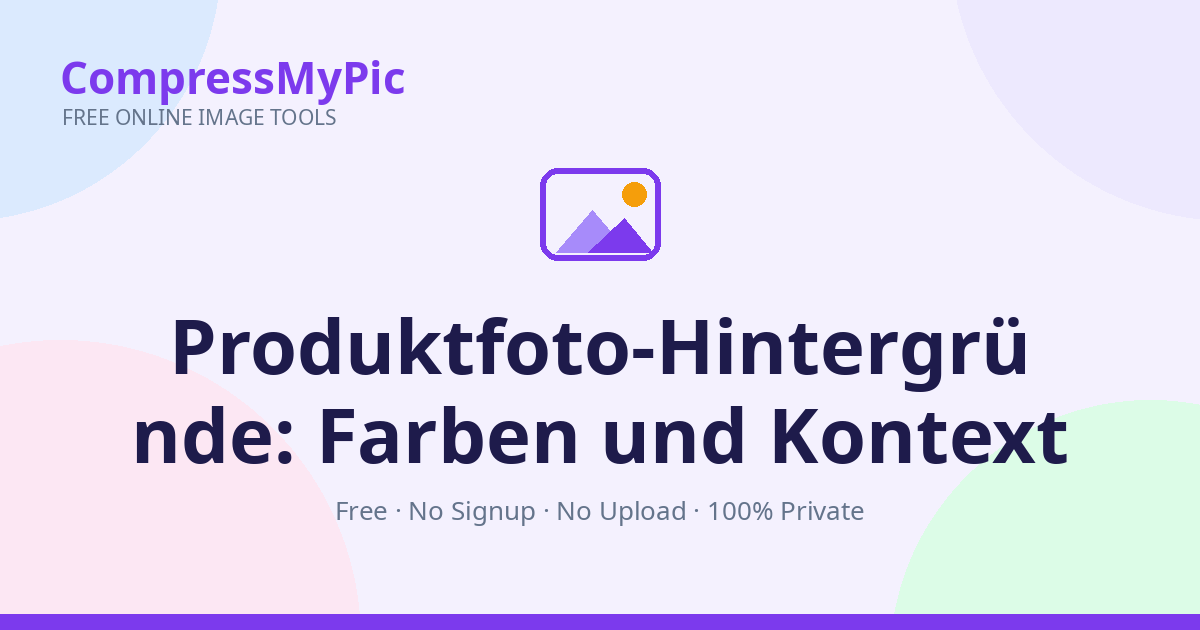 CompressMyPic
FREE ONLINE IMAGE TOOLS
Produktfoto-Hintergrü
nde: Farben und Kontext
Free · No Signup · No Upload · 100% Private